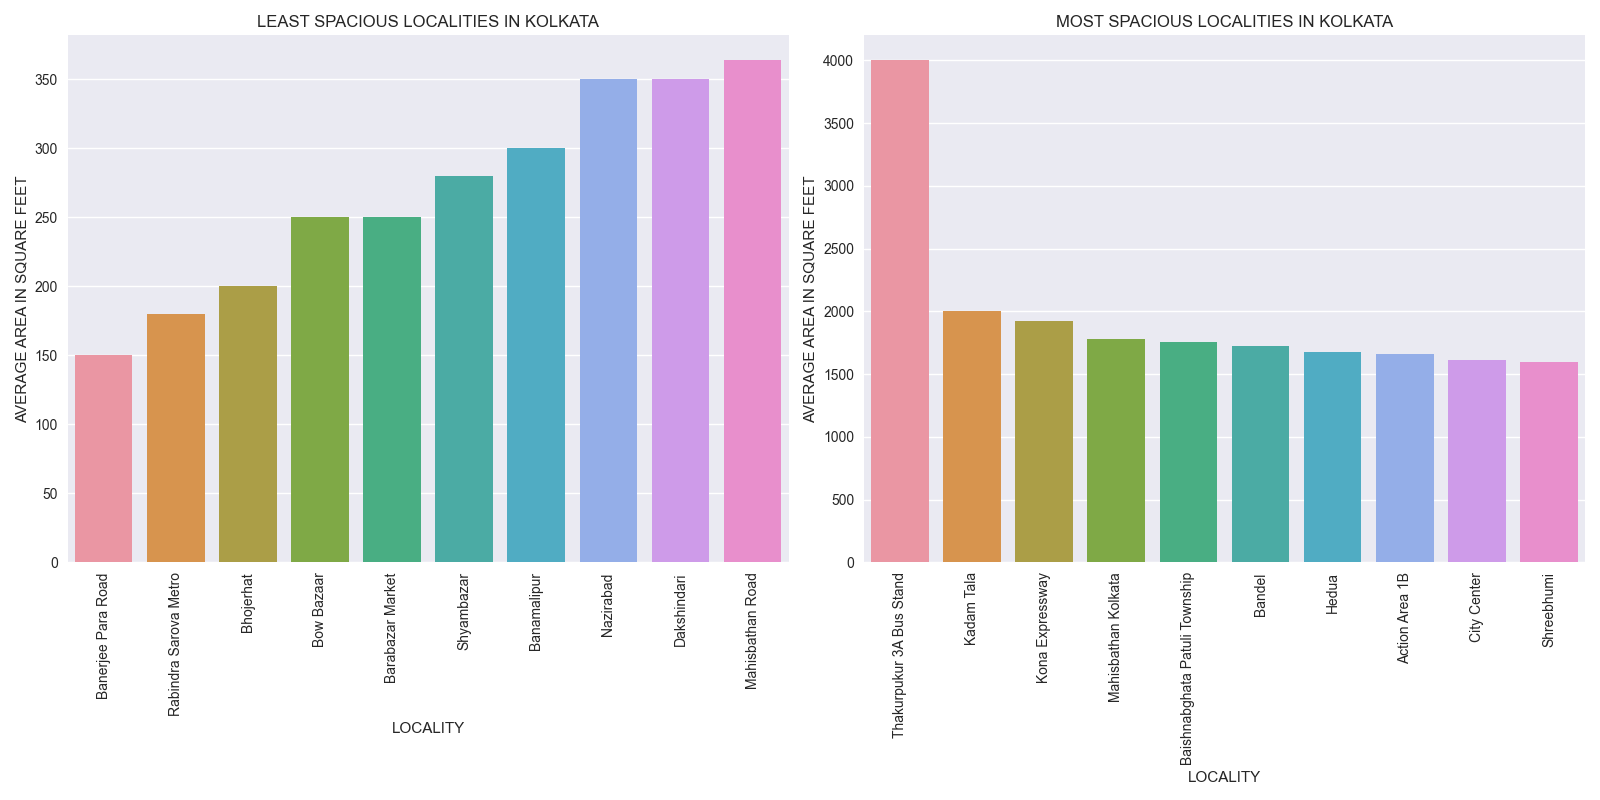 LEAST SPACIOUS LOCALITIES IN KOLKATA
AVERAGE AREA IN SQUARE FEET
350
300
250
200
150
100
50
0
Banerjee Para Road
Rabindra Sarova Metro
Bhojerhat
Bow Bazaar
Barabazar Market
Shyambazar
Banamalipur
Nazirabad
Dakshindari
Mahisbathan Road
LOCALITY
MOST SPACIOUS LOCALITIES IN KOLKATA
AVERAGE AREA IN SQUARE FEET
4000
3500
3000
2500
2000
1500
1000
500
0
Thakurpukur 3A Bus Stand
Kadam Tala
Kona Expressway
Mahisbathan Kolkata
Baishnabghata Patuli Township
Bandel
Hedua
Action Area 1B
City Center
Shreebhumi
LOCALITY